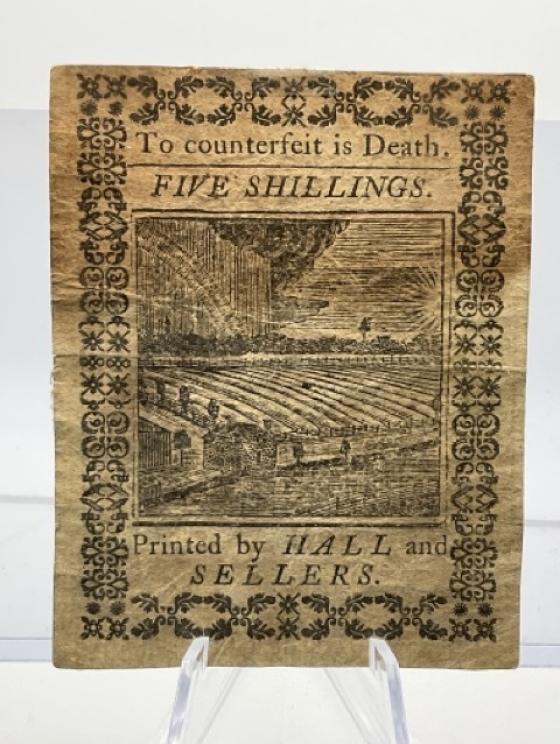 To counterfeit is Death.
FIVE SHILLINGS.
Printed by HALL and
SELLERS.